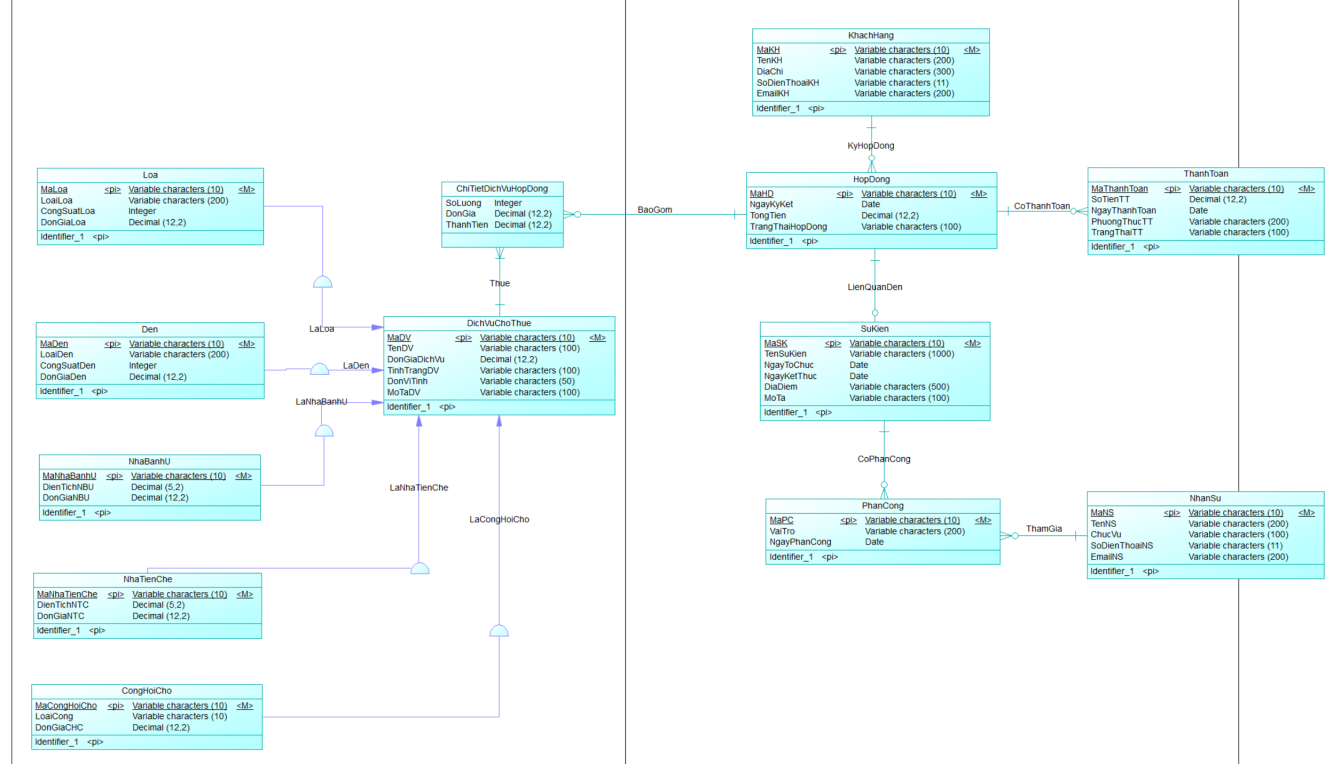 KhachHang
MaKH <pi> Variable characters (10) <M>
TenKH Variable characters (200)
DiaChi Variable characters (300)
SoDienThoaiKH Variable characters (11)
EmailKH Variable characters (200)
Identifier_1 <pi>
KyHopDong
Loa
MaLoa <pi> Variable characters (10) <M>
LoaiLoa Variable characters (200)
CongSuatLoa Integer
DonGiaLoa Decimal (12,2)
Identifier_1 <pi>
ChiTietDichVuHopDong
SoLuong Integer
DonGia Decimal (12,2)
ThanhTien Decimal (12,2)
BaoGom
HopDong
MaHD <pi> Variable characters (10) <M>
NgayKyKet Date
TongTien Decimal (12,2)
TrangThaiHopDong Variable characters (100)
Identifier_1 <pi>
CoThanhToan
ThanhToan
MaThanhToan <pi> Variable characters (10) <M>
SoTienTT Decimal (12,2)
NgayThanhToan Date
PhuongThucTT Variable characters (200)
TrangThaiTT Variable characters (100)
Identifier_1 <pi>
Thue
LienQuanDen
Den
MaDen <pi> Variable characters (10) <M>
LoaiDen Variable characters (200)
CongSuatDen Integer
DonGiaDen Decimal (12,2)
Identifier_1 <pi>
LaLoa
LaDen
LaNhaBanhU
DichVuChoThue
MaDV <pi> Variable characters (10) <M>
TenDV Variable characters (100)
DonGiaDichVu Decimal (12,2)
TinhTrangDV Variable characters (100)
DonViTinh Variable characters (50)
MoTaDV Variable characters (100)
Identifier_1 <pi>
SuKien
MaSK <pi> Variable characters (10) <M>
TenSuKien Variable characters (1000)
NgayToChuc Date
NgayKetThuc Date
DiaDiem Variable characters (500)
MoTa Variable characters (100)
Identifier_1 <pi>
CoPhanCong
NhaBanhU
MaNhaBanhU <pi> Variable characters (10) <M>
DienTichNBU Decimal (5,2)
DonGiaNBU Decimal (12,2)
Identifier_1 <pi>
LaNhaTienChe
LaCongHoiCho
PhanCong
MaPC <pi> Variable characters (10) <M>
VaiTro Variable characters (200)
NgayPhanCong Date
Identifier_1 <pi>
ThamGia
NhanSu
MaNS <pi> Variable characters (10) <M>
TenNS Variable characters (200)
ChucVu Variable characters (100)
SoDienThoaiNS Variable characters (11)
EmailNS Variable characters (200)
Identifier_1 <pi>
NhaTienChe
MaNhaTienChe <pi> Variable characters (10) <M>
DienTichNTC Decimal (5,2)
DonGiaNTC Decimal (12,2)
Identifier_1 <pi>
CongHoiCho
MaCongHoiCho <pi> Variable characters (10) <M>
LoaiCong Variable characters (10)
DonGiaCHC Decimal (12,2)
Identifier_1 <pi>